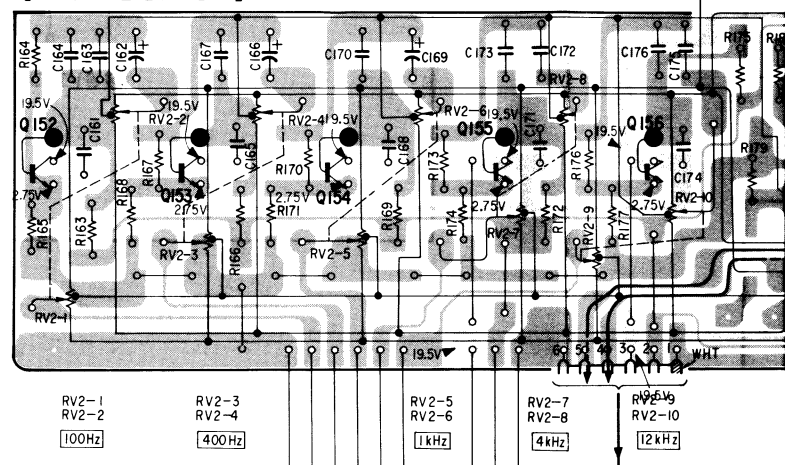 R164
C164
C163
C162
C167
C166
C170
C169
C173
C172
C176
C175
R175
RV2-8
19.5V
Q152
C161
19.5V
RV2-2
RV2-4
19.5V
RV2-6
19.5V
Q155
C171
19.5V
Q156
R167
C165
R170
C168
R173
R176
C174
R179
2.75V
R168
Q153
2.75V
2.75V
R171
Q154
R169
R174
2.75V
R172
RV2-9
2.75V
RV2-10
R177
R165
R163
RV2-3
R166
RV2-5
RV2-7
RV2-1
19.5V
6 5 4 3 2 1
WHT
19.5V
RV2-1
RV2-2
100Hz
RV2-3
RV2-4
400Hz
RV2-5
RV2-6
1kHz
RV2-7
RV2-8
4kHz
RV2-9
RV2-10
12kHz